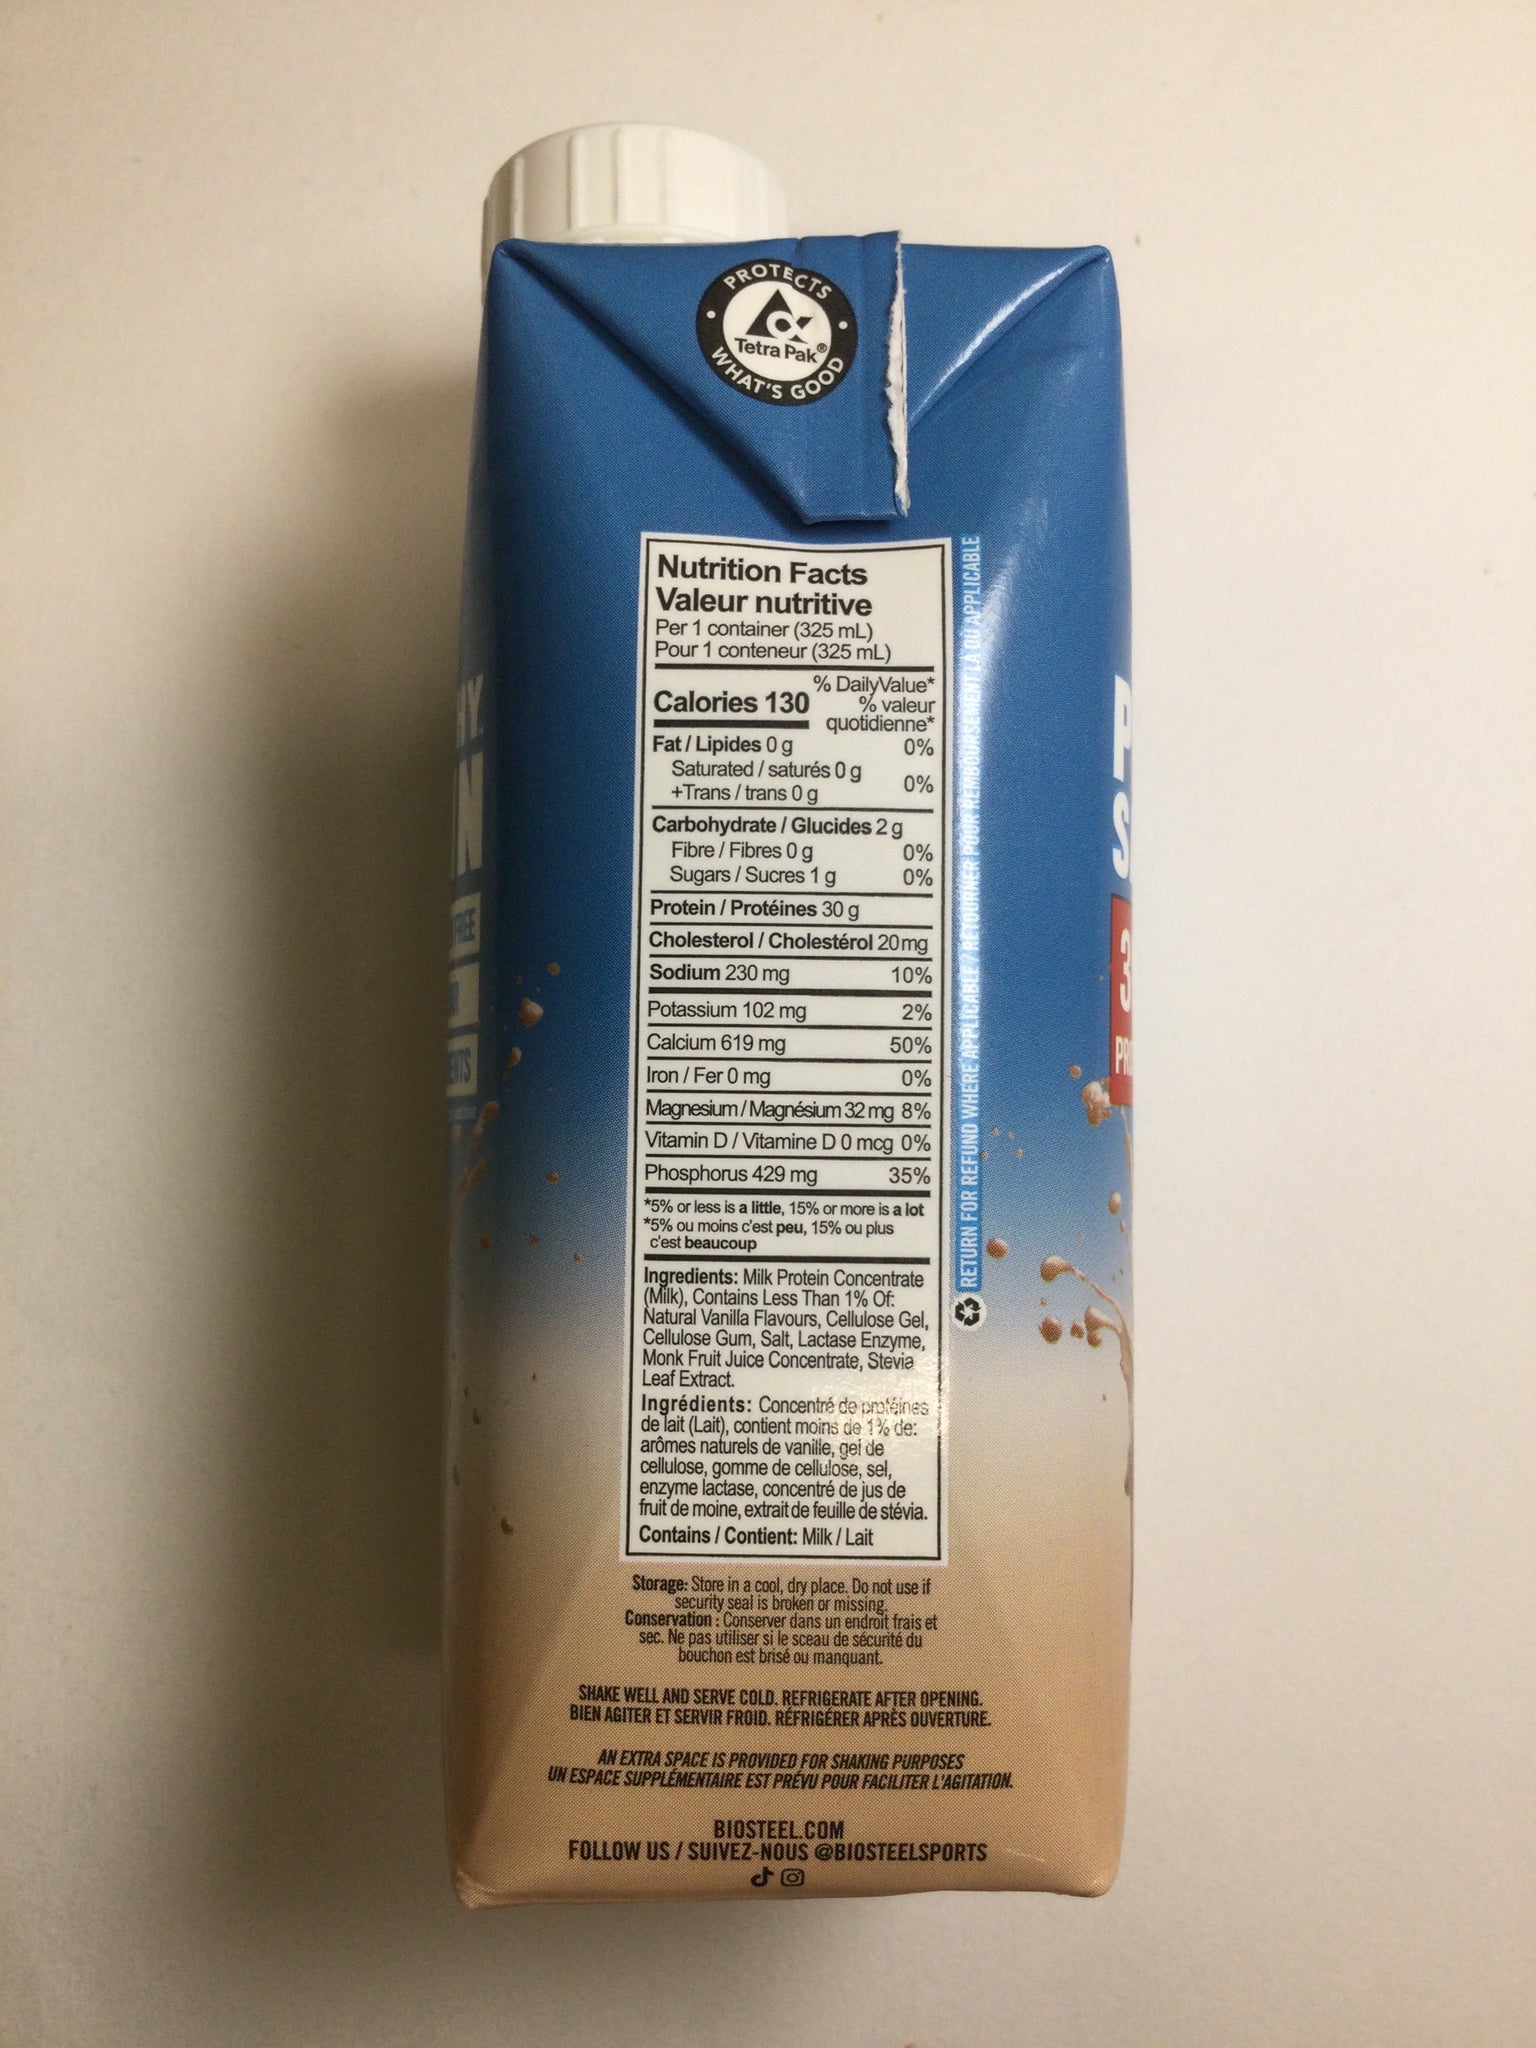 PROTECTS
Tetra Pak®
WHAT'S GOOD
Nutrition Facts
Valeur nutritive
Per 1 container (325 mL)
Pour 1 conteneur (325 mL)
Calories 130
% DailyValue*
% valeur
quotidienne*
Fat / Lipides 0 g 0%
Saturated / saturés 0 g
+Trans / trans 0 g
0%
Carbohydrate / Glucides 2 g
Fibre / Fibres 0 g 0%
Sugars / Sucres 1 g 0%
Protein / Protéines 30 g
Cholesterol / Cholestérol 20 mg
Sodium 230 mg 10%
Potassium 102 mg 2%
Calcium 619 mg 50%
Iron / Fer 0 mg 0%
Magnesium / Magnésium 32 mg 8%
Vitamin D / Vitamine D 0 mcg 0%
Phosphorus 429 mg 35%
*5% or less is a little, 15% or more is a lot
*5% ou moins c'est peu, 15% ou plus
c'est beaucoup
Ingredients: Milk Protein Concentrate
(Milk), Contains Less Than 1% Of:
Natural Vanilla Flavours, Cellulose Gel,
Cellulose Gum, Salt, Lactase Enzyme,
Monk Fruit Juice Concentrate, Stevia
Leaf Extract.
Ingrédients: Concentré de protéines
de lait (Lait), contient moins de 1% de:
arômes naturels de vanille, gel de
cellulose, gomme de cellulose, sel,
enzyme lactase, concentré de jus de
fruit de moine, extrait de feuille de stévia.
Contains / Contient: Milk / Lait
RETURN FOR REFUND WHERE APPLICABLE / RETOURNER POUR REMBOURSEMENT LÀ OÙ APPLICABLE
Storage: Store in a cool, dry place. Do not use if
security seal is broken or missing.
Conservation : Conserver dans un endroit frais et
sec. Ne pas utiliser si le sceau de sécurité du
bouchon est brisé ou manquant.
SHAKE WELL AND SERVE COLD. REFRIGERATE AFTER OPENING.
BIEN AGITER ET SERVIR FROID. RÉFRIGÉRER APRÈS OUVERTURE.
AN EXTRA SPACE IS PROVIDED FOR SHAKING PURPOSES
UN ESPACE SUPPLÉMENTAIRE EST PRÉVU POUR FACILITER L'AGITATION.
BIOSTEEL.COM
FOLLOW US / SUIVEZ-NOUS @BIOSTEELSPORTS